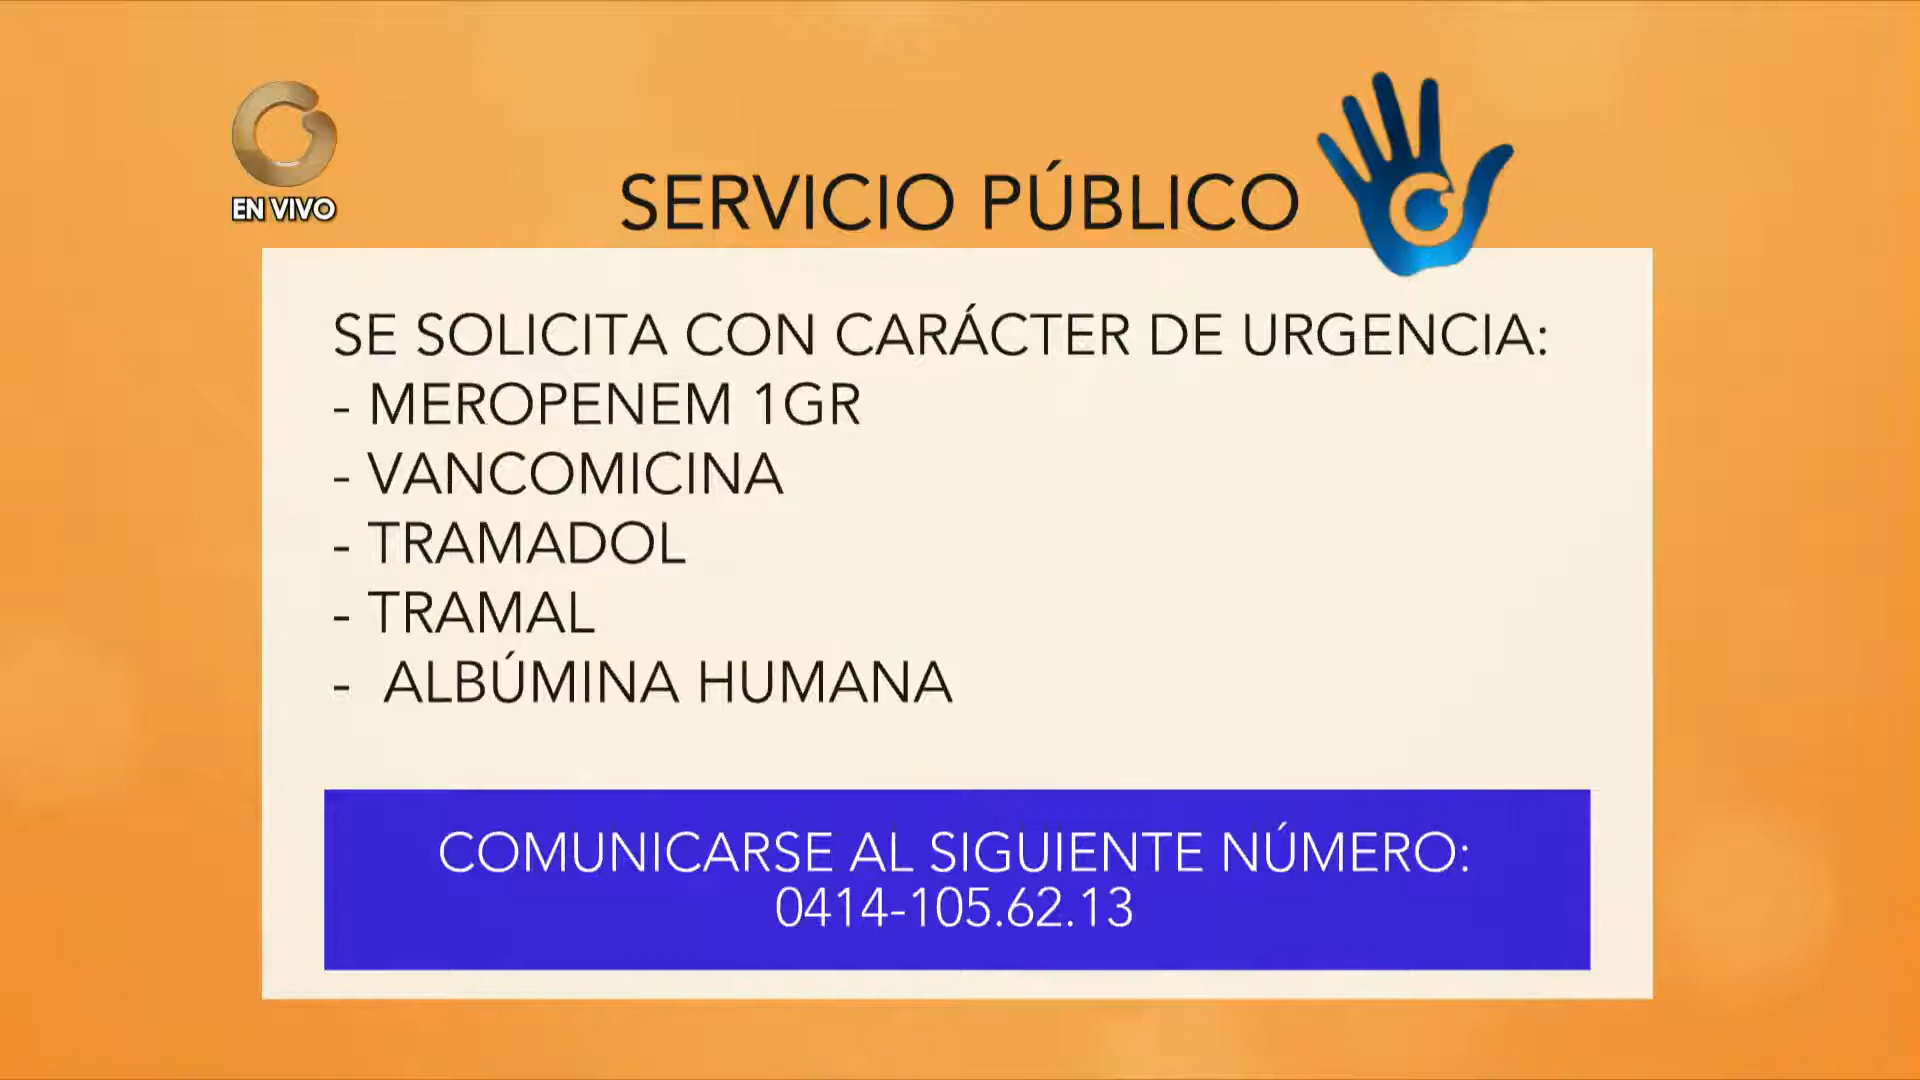 EN VIVO
SERVICIO PÚBLICO
SE SOLICITA CON CARÁCTER DE URGENCIA:
- MEROPENEM 1GR
- VANCOMICINA
- TRAMADOL
- TRAMAL
- ALBÚMINA HUMANA
COMUNICARSE AL SIGUIENTE NÚMERO:
0414-105.62.13